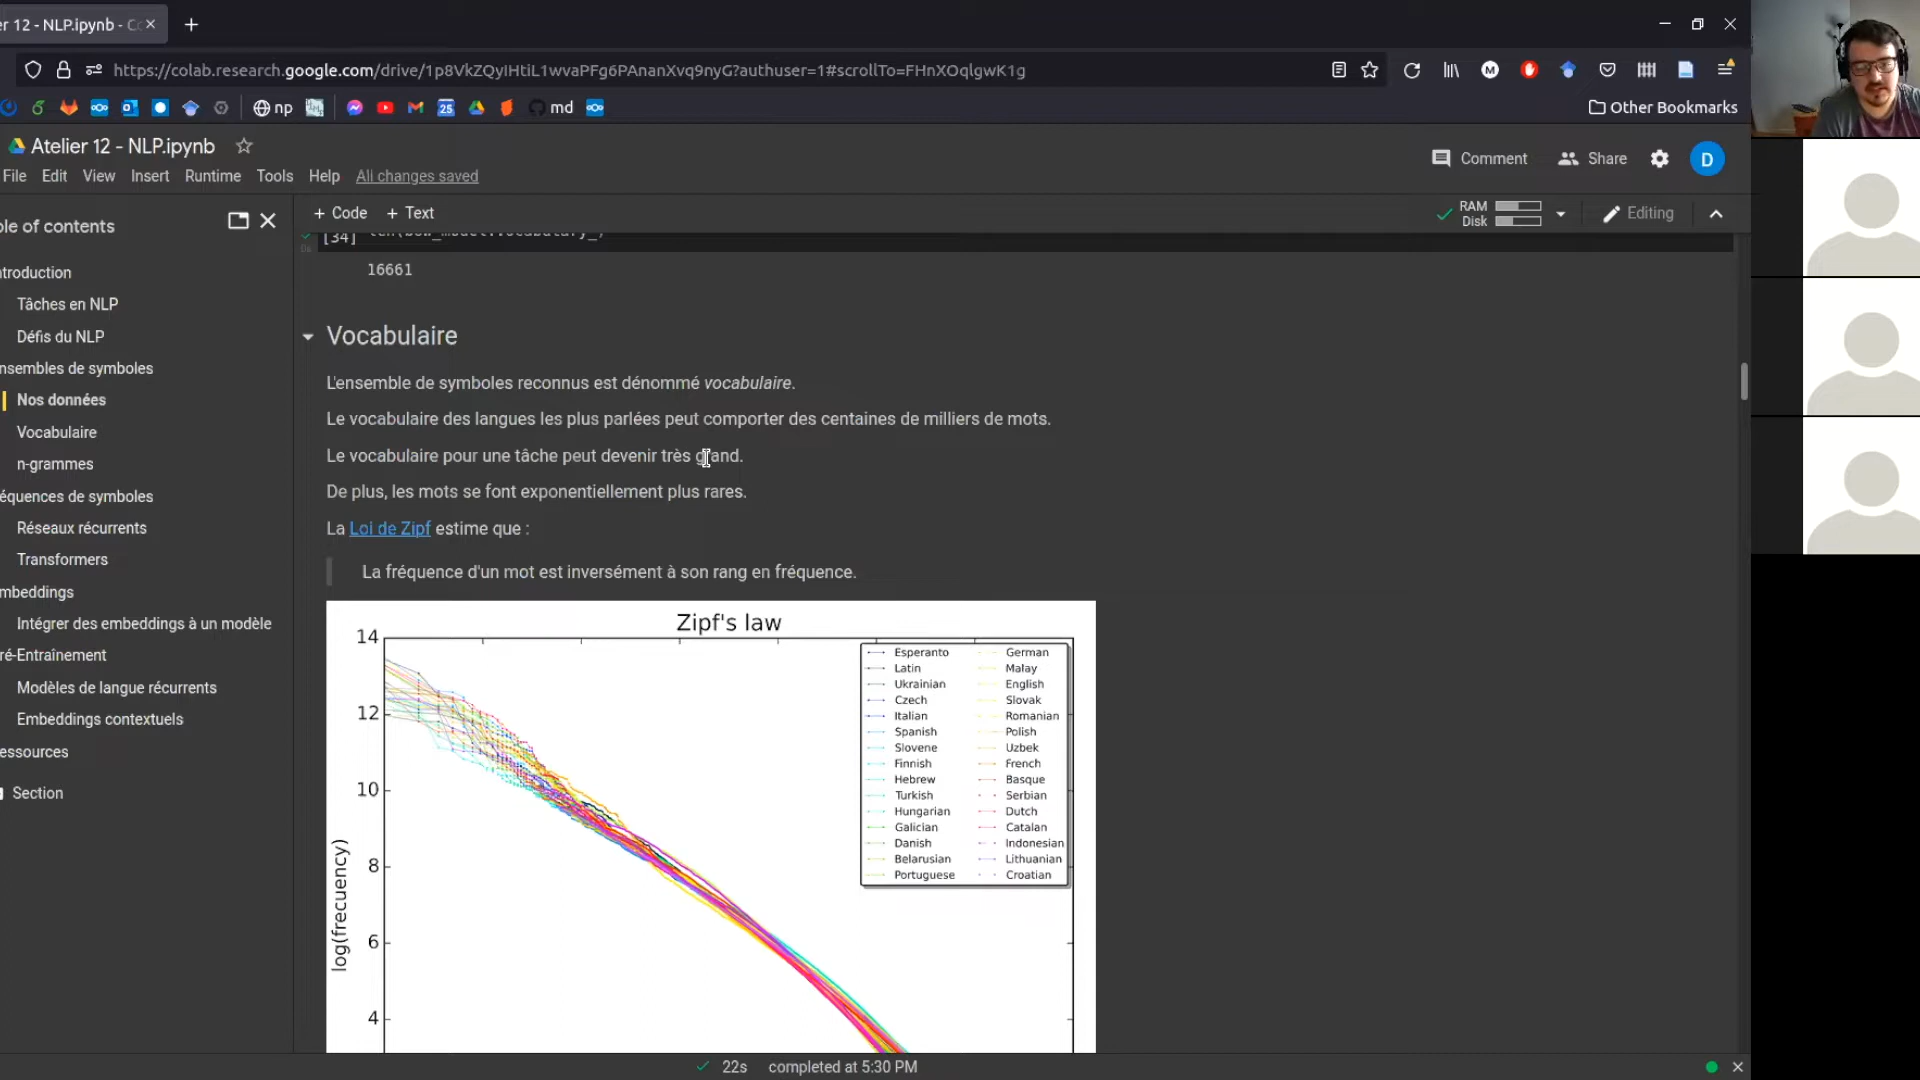 er 12 - NLP.ipynb - Co
https://colab.research.google.com/drive/1p8VkZQyIHtiL1wvaPFg6PAnanXvq9nyG?authuser=1#scrollTo=FHnXOqlgwK1g
np
25
md
Other Bookmarks
Atelier 12 - NLP.ipynb
Comment
Share
D
File Edit View Insert Runtime Tools Help All changes saved
ble of contents
+ Code + Text
RAM
Disk
Editing
ntroduction
Tâches en NLP
Défis du NLP
nsembles de symboles
Nos données
Vocabulaire
n-grammes
équences de symboles
Réseaux récurrents
Transformers
mbeddings
Intégrer des embeddings à un modèle
ré-Entraînement
Modèles de langue récurrents
Embeddings contextuels
essources
Section
[34] len(bow_model.vocabulary_)
16661
Vocabulaire
L'ensemble de symboles reconnus est dénommé vocabulaire.
Le vocabulaire des langues les plus parlées peut comporter des centaines de milliers de mots.
Le vocabulaire pour une tâche peut devenir très grand.
De plus, les mots se font exponentiellement plus rares.
La Loi de Zipf estime que :
La fréquence d'un mot est inversément à son rang en fréquence.
Zipf's law
14
12
10
8
6
4
log(frecuency)
Esperanto
Latin
Ukrainian
Czech
Italian
Spanish
Slovene
Finnish
Hebrew
Turkish
Hungarian
Galician
Danish
Belarusian
Portuguese
German
Malay
English
Slovak
Romanian
Polish
Uzbek
French
Basque
Serbian
Dutch
Catalan
Indonesian
Lithuanian
Croatian
22s completed at 5:30 PM